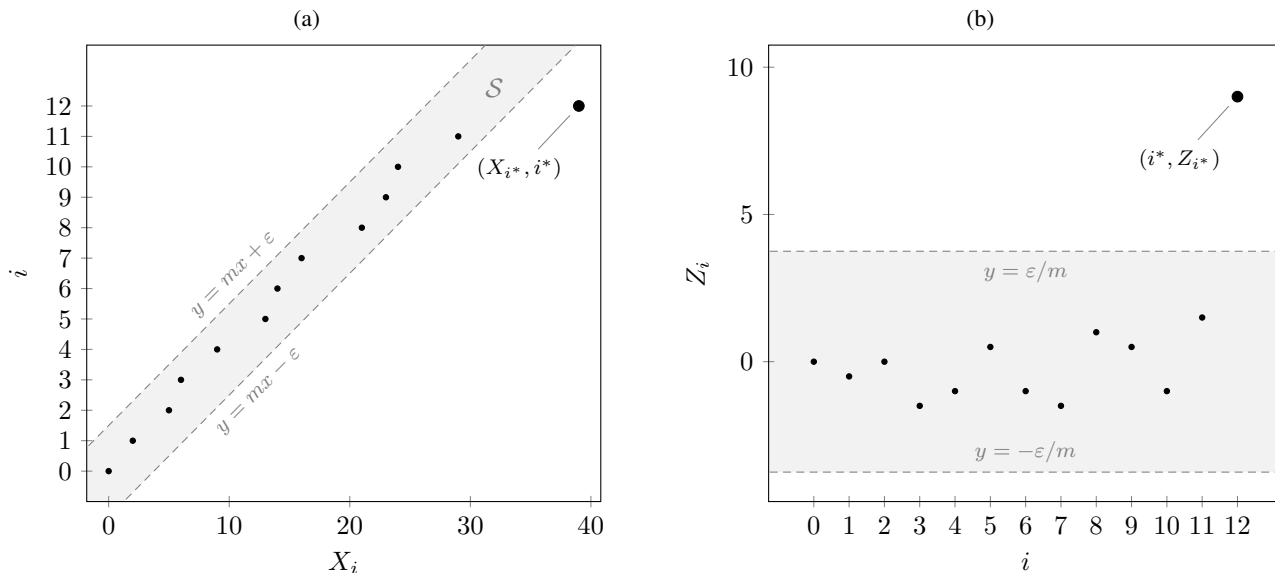 (a)
12
11
10
9
8
7
6
5
4
3
2
1
0
i
0
10
20
30
40
X_i
𝒮
y = mx + ε
y = mx − ε
(X_{i*}, i*)
(b)
10
5
0
Z_i
0 1 2 3 4 5 6 7 8 9 10 11 12
i
(i*, Z_{i*})
y = ε/m
y = −ε/m